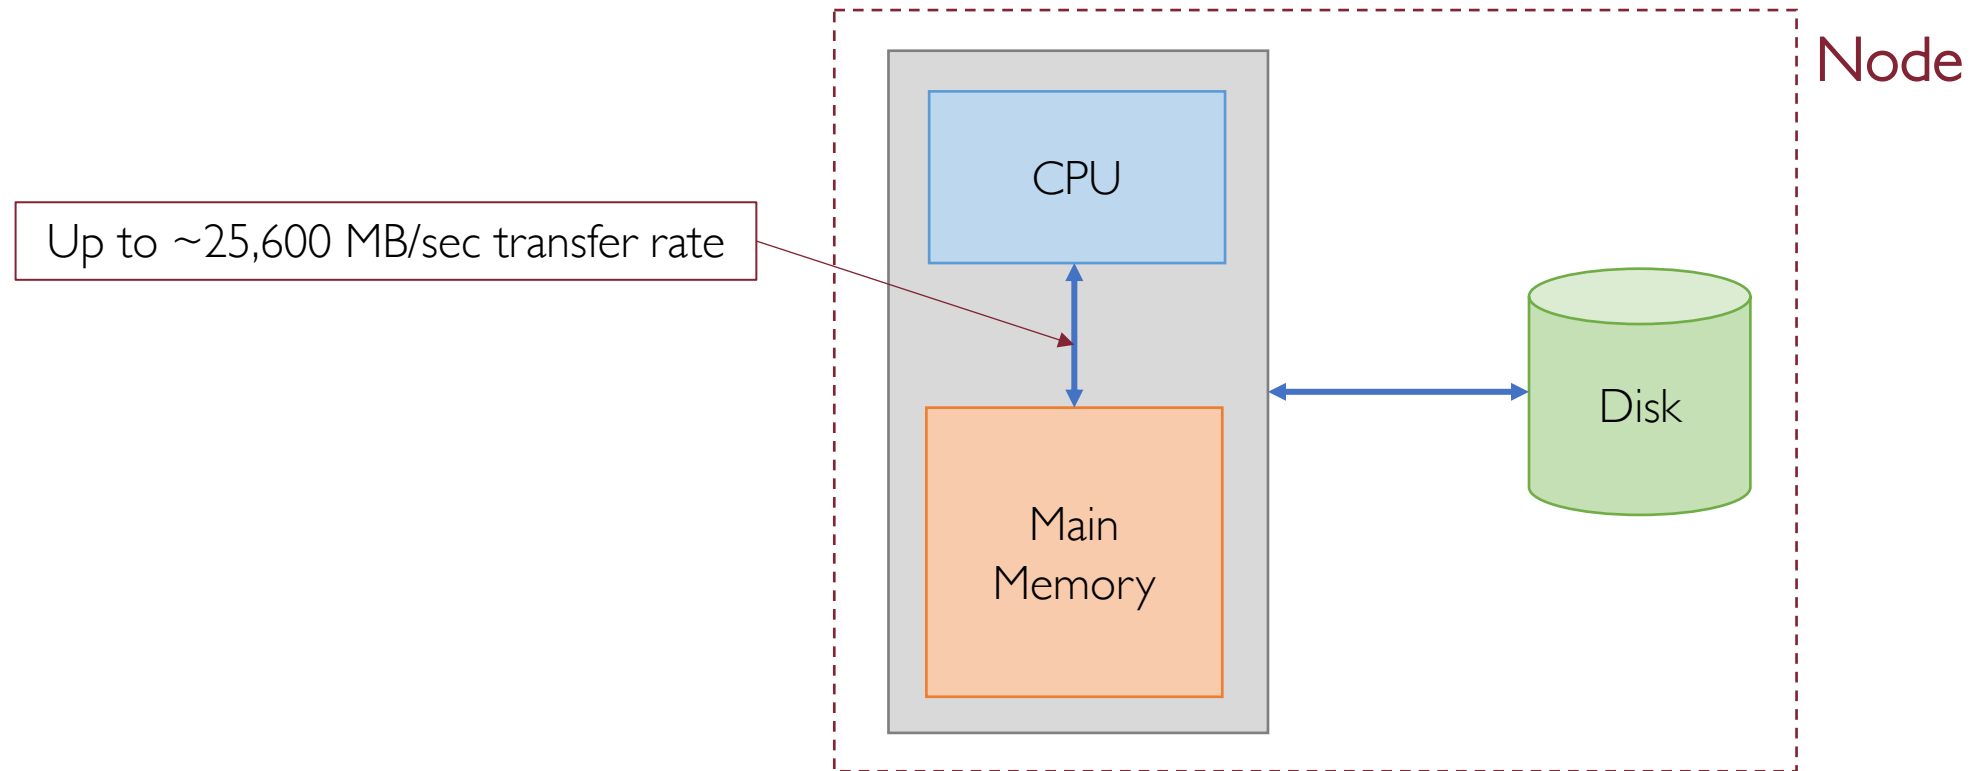 Node
CPU
Up to ~25,600 MB/sec transfer rate
Disk
Main
Memory